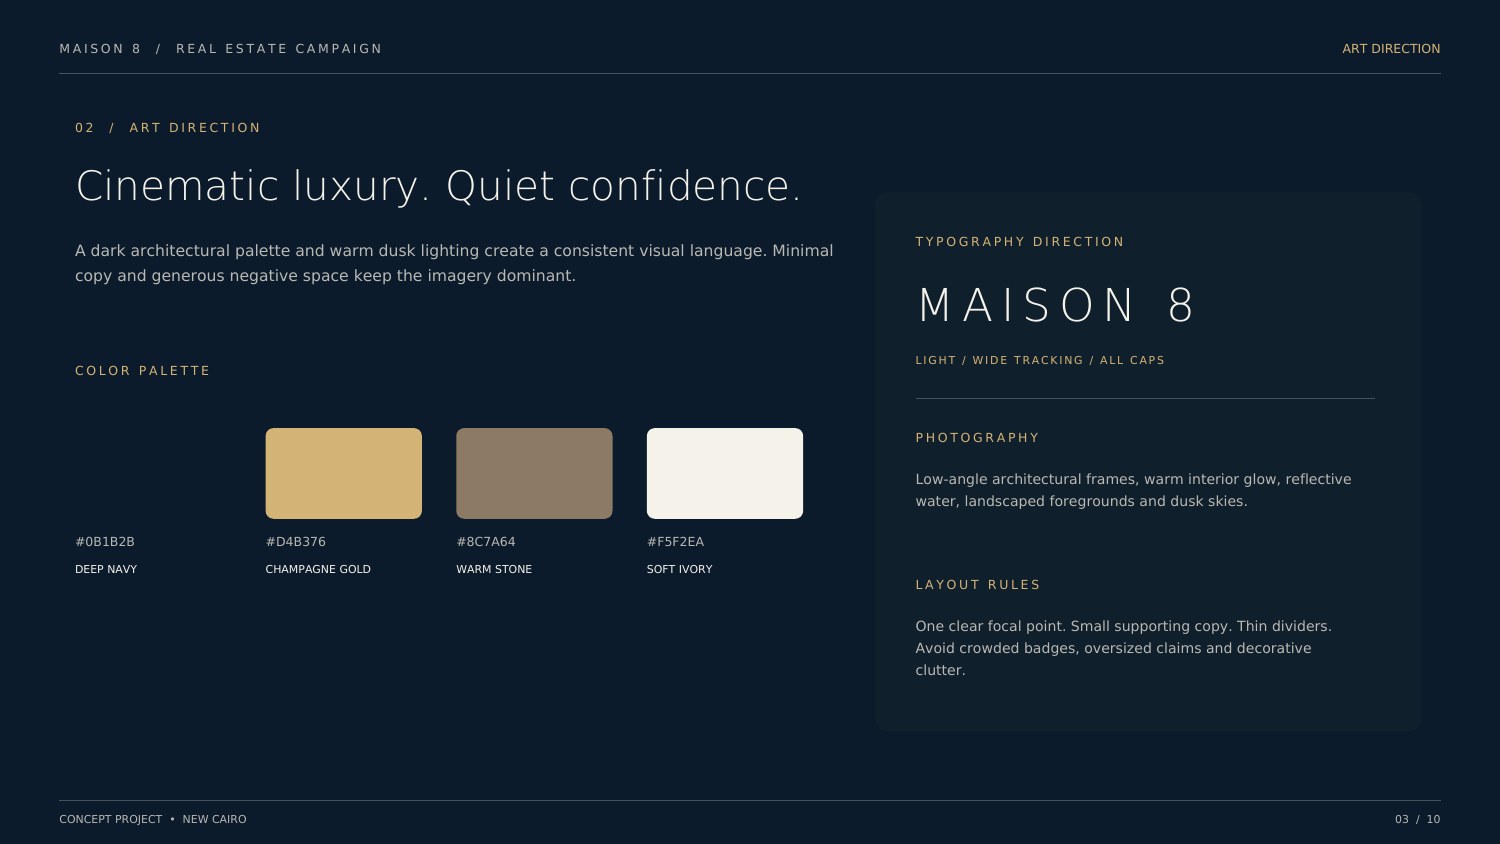 MAISON 8 / REAL ESTATE CAMPAIGN
ART DIRECTION
02 / ART DIRECTION
Cinematic luxury. Quiet confidence.
A dark architectural palette and warm dusk lighting create a consistent visual language. Minimal
copy and generous negative space keep the imagery dominant.
COLOR PALETTE
#0B1B2B
#D4B376
#8C7A64
#F5F2EA
DEEP NAVY
CHAMPAGNE GOLD
WARM STONE
SOFT IVORY
TYPOGRAPHY DIRECTION
MAISON 8
LIGHT / WIDE TRACKING / ALL CAPS
PHOTOGRAPHY
Low-angle architectural frames, warm interior glow, reflective
water, landscaped foregrounds and dusk skies.
LAYOUT RULES
One clear focal point. Small supporting copy. Thin dividers.
Avoid crowded badges, oversized claims and decorative
clutter.
CONCEPT PROJECT • NEW CAIRO
03 / 10